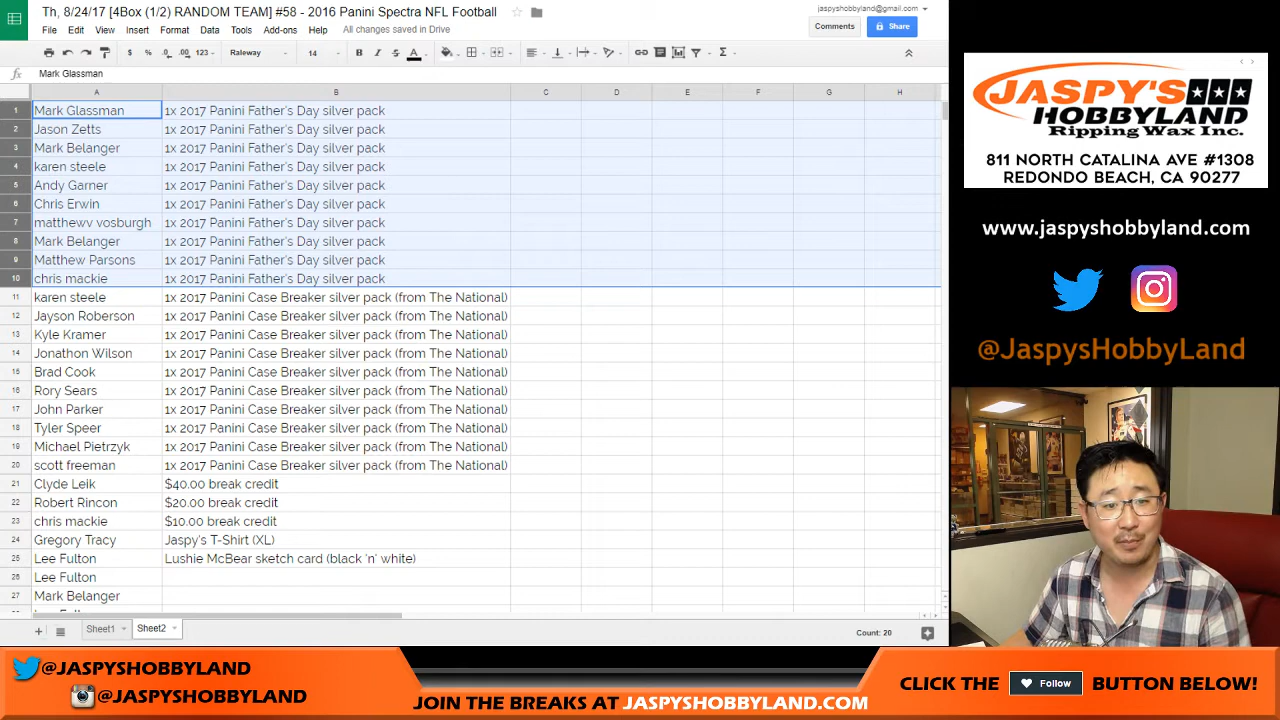 Th, 8/24/17 [4Box (1/2) RANDOM TEAM] #58 - 2016 Panini Spectra NFL Football
jaspyshobbyland@gmail.com
File Edit View Insert Format Data Tools Add-ons Help All changes saved in Drive
Comments Share
$ % .0 .00 123 Raleway 14 B I S A Σ
fx Mark Glassman
A B C D E F G H
1 Mark Glassman 1x 2017 Panini Father's Day silver pack
2 Jason Zetts 1x 2017 Panini Father's Day silver pack
3 Mark Belanger 1x 2017 Panini Father's Day silver pack
4 karen steele 1x 2017 Panini Father's Day silver pack
5 Andy Garner 1x 2017 Panini Father's Day silver pack
6 Chris Erwin 1x 2017 Panini Father's Day silver pack
7 matthewv vosburgh 1x 2017 Panini Father's Day silver pack
8 Mark Belanger 1x 2017 Panini Father's Day silver pack
9 Matthew Parsons 1x 2017 Panini Father's Day silver pack
10 chris mackie 1x 2017 Panini Father's Day silver pack
11 karen steele 1x 2017 Panini Case Breaker silver pack (from The National)
12 Jayson Roberson 1x 2017 Panini Case Breaker silver pack (from The National)
13 Kyle Kramer 1x 2017 Panini Case Breaker silver pack (from The National)
14 Jonathon Wilson 1x 2017 Panini Case Breaker silver pack (from The National)
15 Brad Cook 1x 2017 Panini Case Breaker silver pack (from The National)
16 Rory Sears 1x 2017 Panini Case Breaker silver pack (from The National)
17 John Parker 1x 2017 Panini Case Breaker silver pack (from The National)
18 Tyler Speer 1x 2017 Panini Case Breaker silver pack (from The National)
19 Michael Pietrzyk 1x 2017 Panini Case Breaker silver pack (from The National)
20 scott freeman 1x 2017 Panini Case Breaker silver pack (from The National)
21 Clyde Leik $40.00 break credit
22 Robert Rincon $20.00 break credit
23 chris mackie $10.00 break credit
24 Gregory Tracy Jaspy's T-Shirt (XL)
25 Lee Fulton Lushie McBear sketch card (black 'n' white)
26 Lee Fulton
27 Mark Belanger
Sheet1 Sheet2 Count: 20
JASPY'S
HOBBYLAND
Ripping Wax Inc.
811 NORTH CATALINA AVE #1308
REDONDO BEACH, CA 90277
www.jaspyshobbyland.com
@JaspysHobbyLand
@JASPYSHOBBYLAND
@JASPYSHOBBYLAND
JOIN THE BREAKS AT JASPYSHOBBYLAND.COM
CLICK THE Follow BUTTON BELOW!